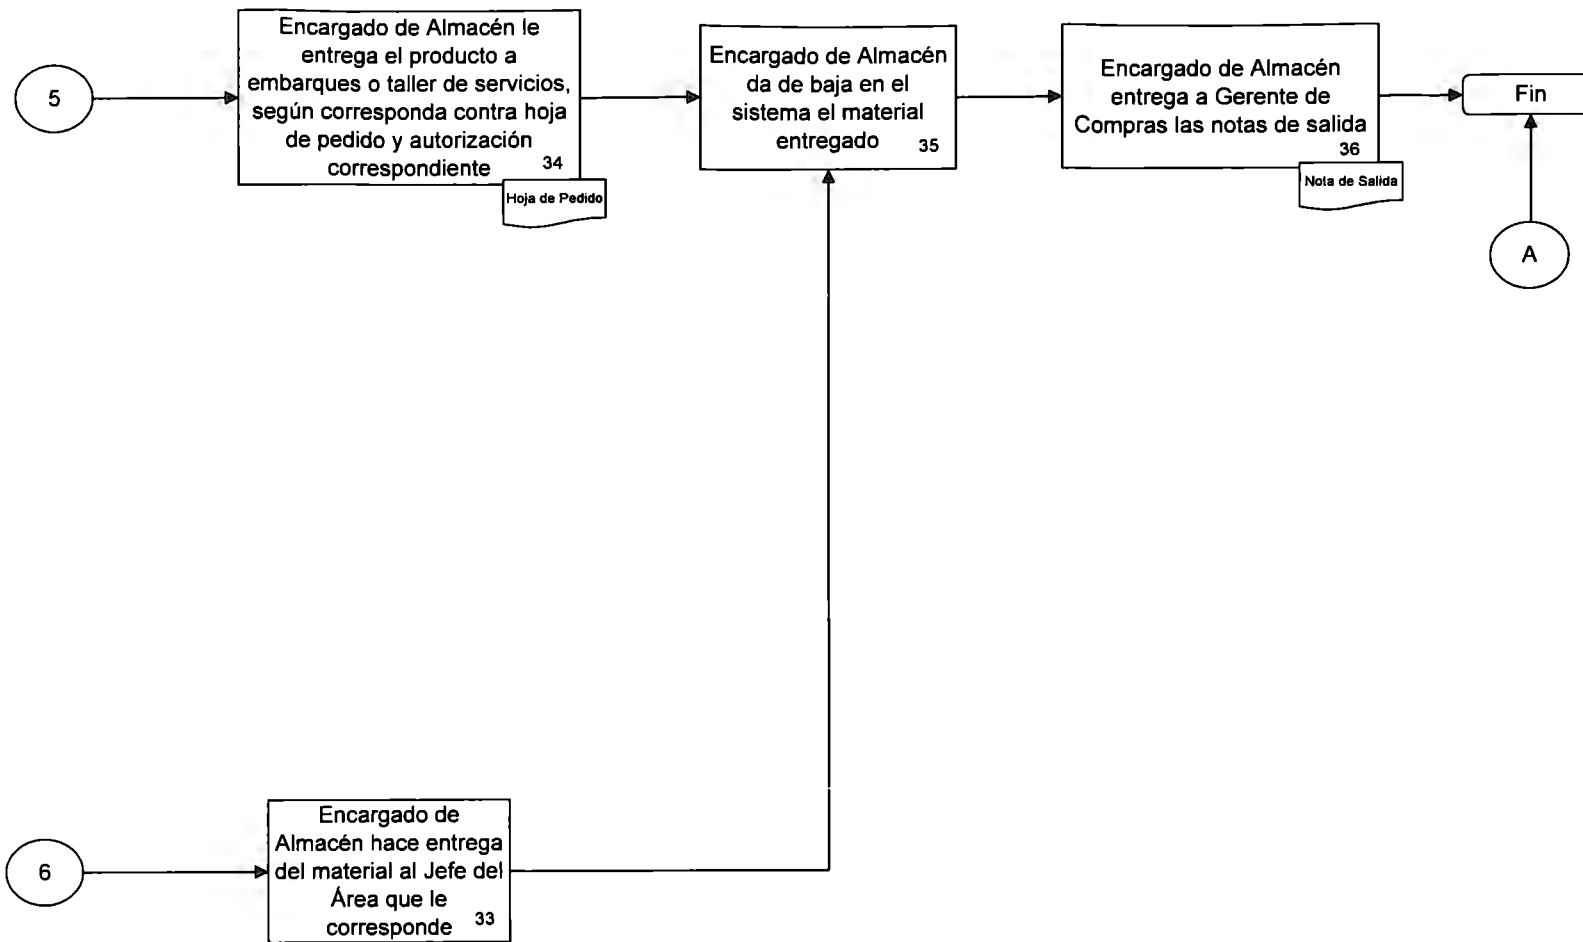 5
Encargado de Almacén le
entrega el producto a
embarques o taller de servicios,
según corresponda contra hoja
de pedido y autorización
correspondiente 34
Hoja de Pedido
Encargado de Almacén
da de baja en el
sistema el material
entregado 35
Encargado de Almacén
entrega a Gerente de
Compras las notas de salida
36
Nota de Salida
Fin
A
6
Encargado de
Almacén hace entrega
del material al Jefe del
Área que le
corresponde 33